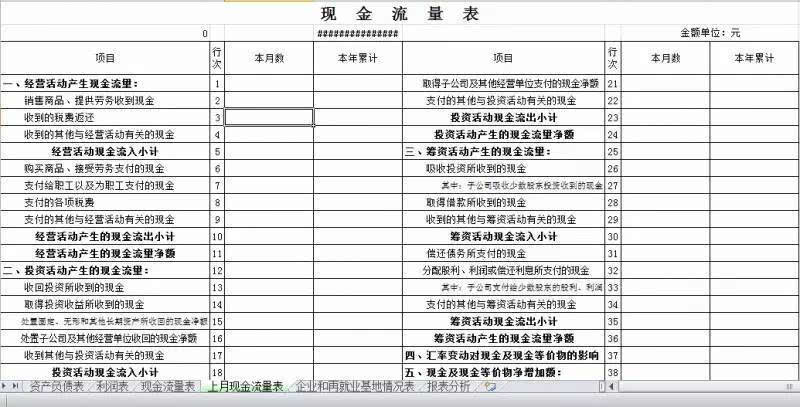 现 金 流 量 表
0 ############### 金额单位：元
项目 行次 本月数 本年累计 项目 行次 本月数 本年累计
一、经营活动产生现金流量： 1 取得子公司及其他经营单位支付的现金净额 21
销售商品、提供劳务收到现金 2 支付的其他与投资活动有关的现金 22
收到的税费返还 3 投资活动现金流出小计 23
收到的其他与经营活动有关的现金 4 投资活动产生的现金流量净额 24
经营活动现金流入小计 5 三、筹资活动产生的现金流量： 25
购买商品、接受劳务支付的现金 6 吸收投资所收到的现金 26
支付给职工以及为职工支付的现金 7 其中：子公司吸收少数股东投资收到的现金 27
支付的各项税费 8 取得借款所收到的现金 28
支付的其他与经营活动有关的现金 9 收到的其他与筹资活动有关的现金 29
经营活动产生的现金流出小计 10 筹资活动现金流入小计 30
经营活动产生的现金流量净额 11 偿还债务所支付的现金 31
二、投资活动产生的现金流量： 12 分配股利、利润或偿还利息所支付的现金 32
收回投资所收到的现金 13 其中：子公司支付给少数股东的股利、利润 33
取得投资收益所收到的现金 14 支付的其他与筹资活动有关的现金 34
处置固定、无形和其他长期资产所收回的现金净额 15 筹资活动现金流出小计 35
处置子公司及其他经营单位收回的现金净额 16 筹资活动产生的现金流量净额 36
收到其他与投资活动有关的现金 17 四、汇率变动对现金及现金等价物的影响 37
投资活动现金流入小计 18 五、现金及现金等价物净增加额： 38
资产负债表 利润表 现金流量表 上月现金流量表 企业和再就业基地情况表 报表分析